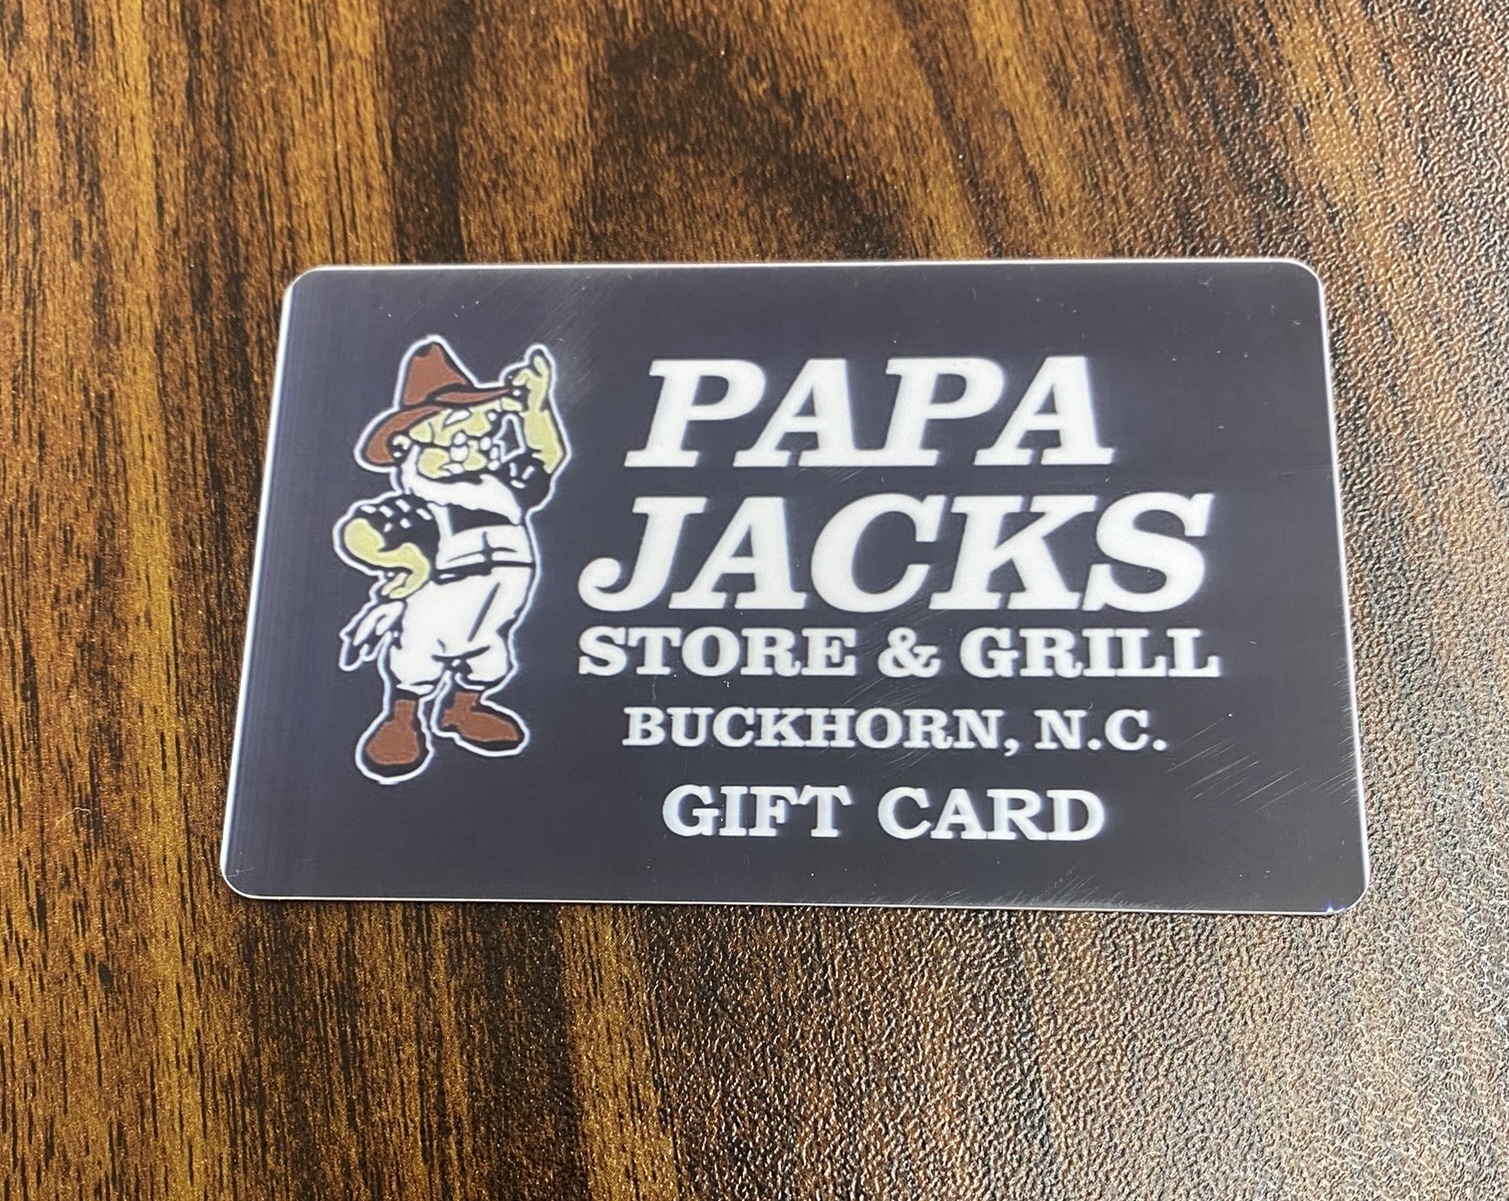 PAPA
JACKS
STORE & GRILL
BUCKHORN, N.C.
GIFT CARD